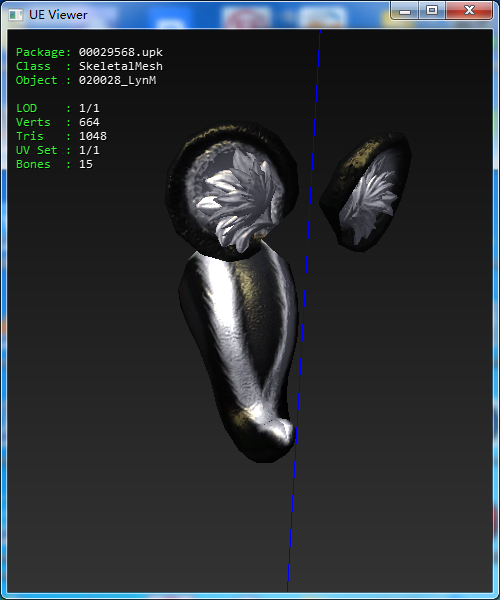 UE Viewer
Package: 00029568.upk
Class : SkeletalMesh
Object : 020028_LynM
LOD : 1/1
Verts : 664
Tris : 1048
UV Set : 1/1
Bones : 15